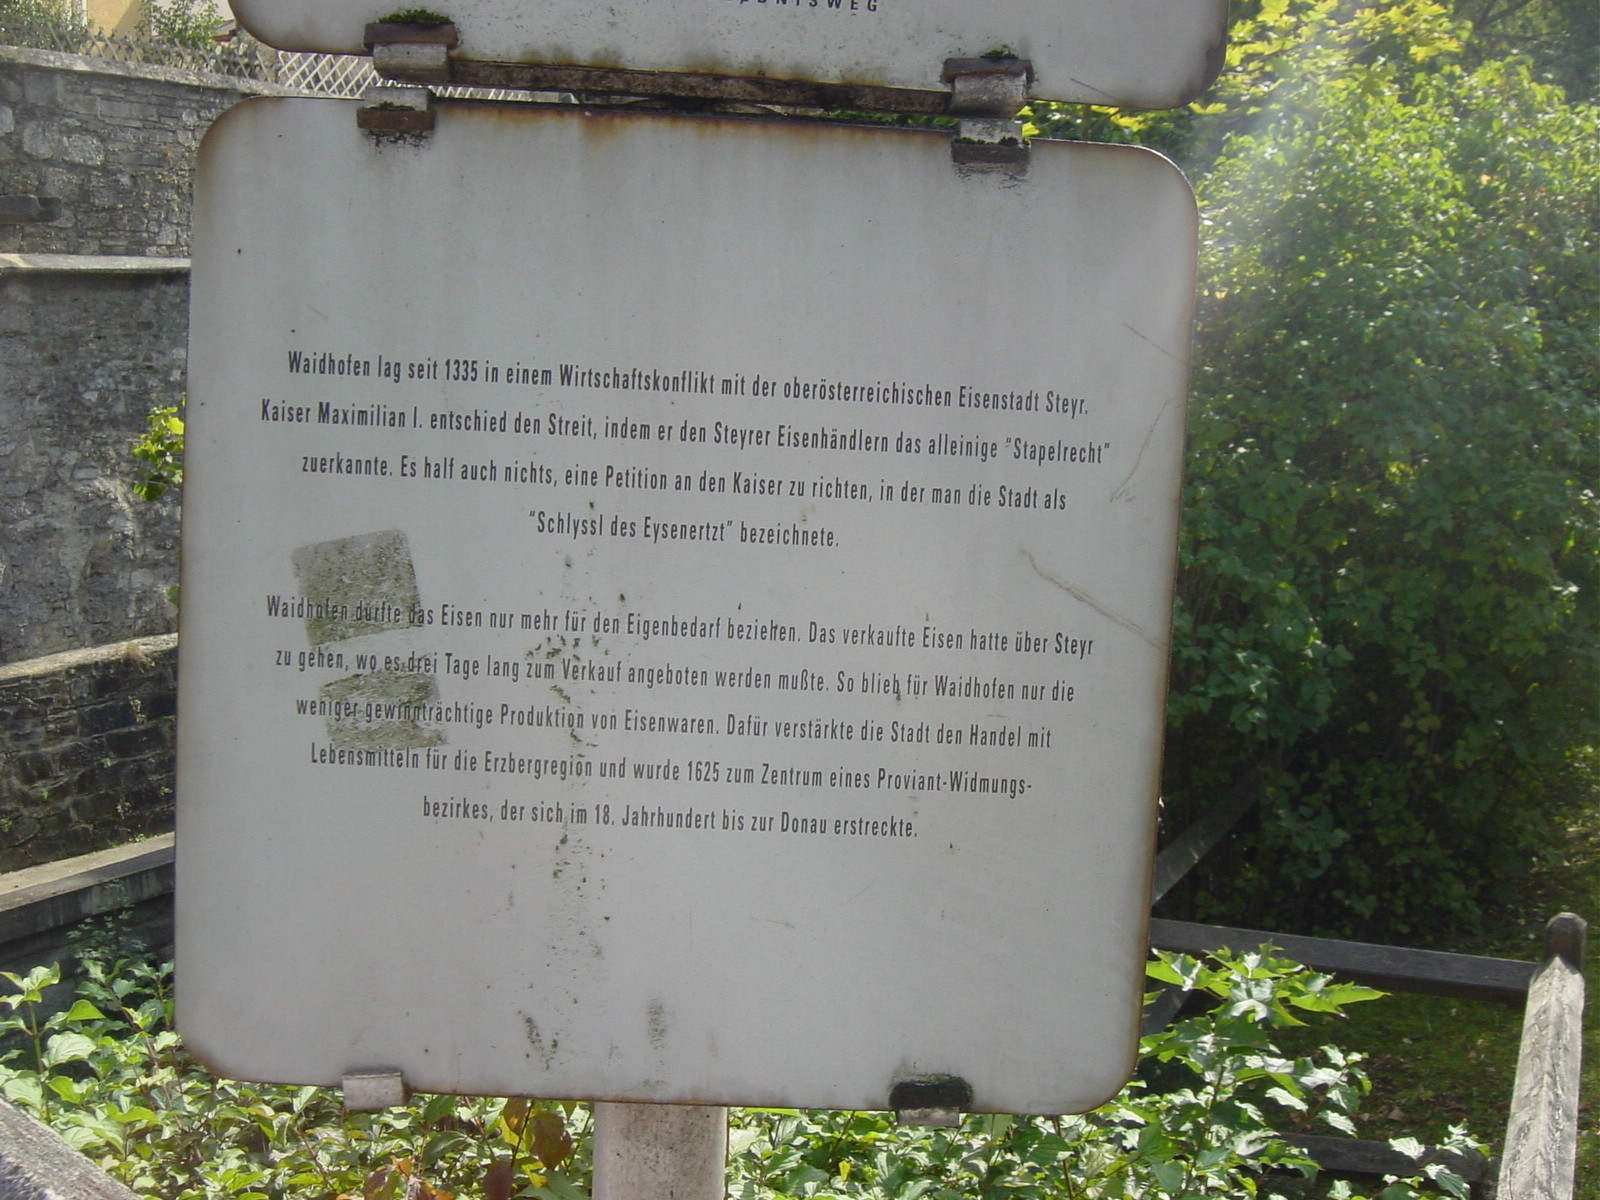 Waidhofen lag seit 1335 in einem Wirtschaftskonflikt mit der oberösterreichischen Eisenstadt Steyr.
Kaiser Maximilian I. entschied den Streit, indem er den Steyrer Eisenhändlern das alleinige "Stapelrecht"
zuerkannte. Es half auch nichts, eine Petition an den Kaiser zu richten, in der man die Stadt als
"Schlyssl des Eysenertzt" bezeichnete.
Waidhofen durfte das Eisen nur mehr für den Eigenbedarf beziehen. Das verkaufte Eisen hatte über Steyr
zu gehen, wo es drei Tage lang zum Verkauf angeboten werden mußte. So blieb für Waidhofen nur die
weniger gewinnträchtige Produktion von Eisenwaren. Dafür verstärkte die Stadt den Handel mit
Lebensmitteln für die Erzbergregion und wurde 1625 zum Zentrum eines Proviant-Widmungs-
bezirkes, der sich im 18. Jahrhundert bis zur Donau erstreckte.